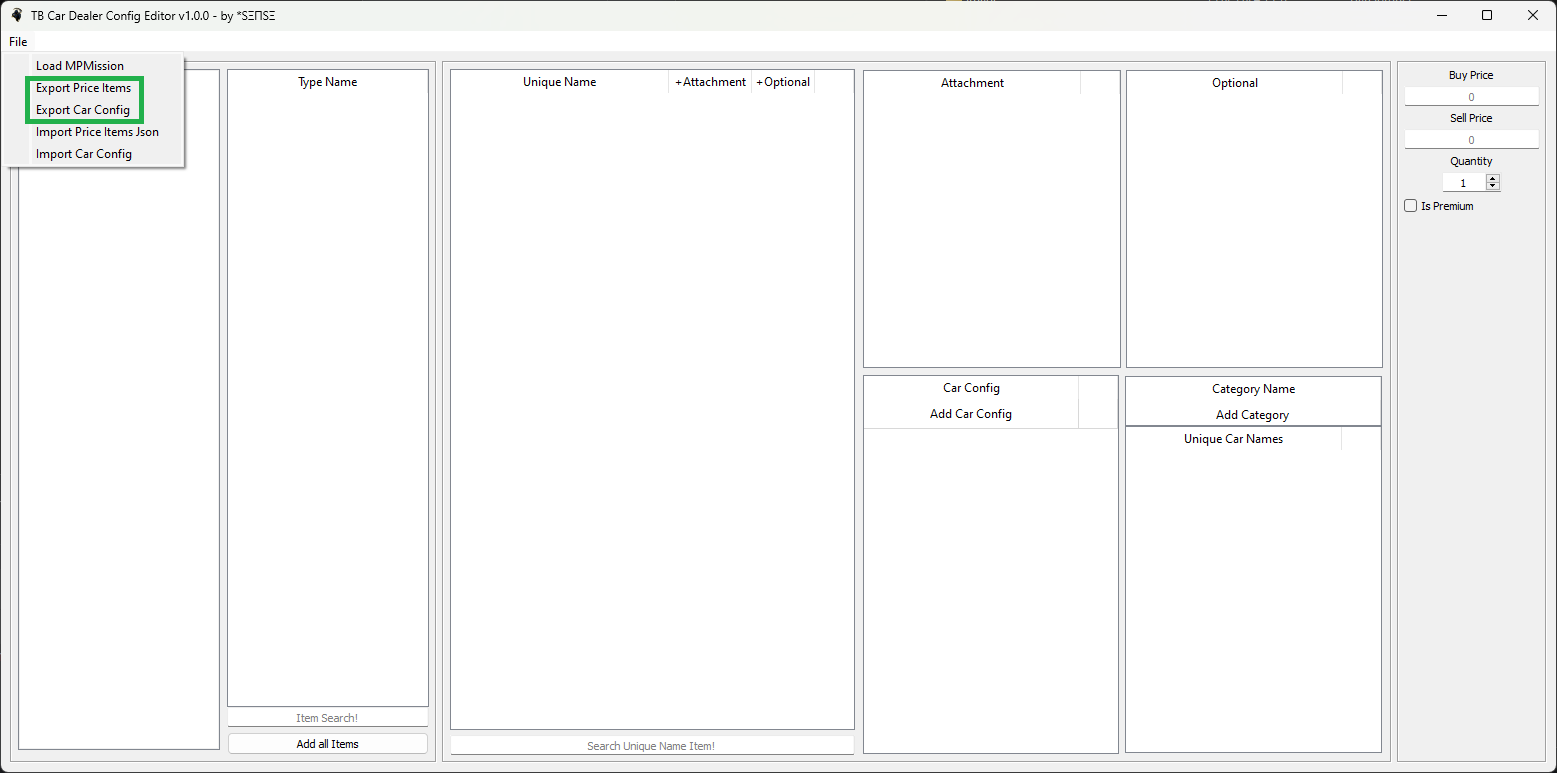 TB Car Dealer Config Editor v1.0.0 - by *SΞΠSΞ
File
Load MPMission
Export Price Items
Export Car Config
Import Price Items Json
Import Car Config
Type Name
Unique Name
+Attachment
+Optional
Attachment
Optional
Buy Price
0
Sell Price
0
Quantity
1
Is Premium
Car Config
Add Car Config
Category Name
Add Category
Unique Car Names
Item Search!
Add all Items
Search Unique Name Item!